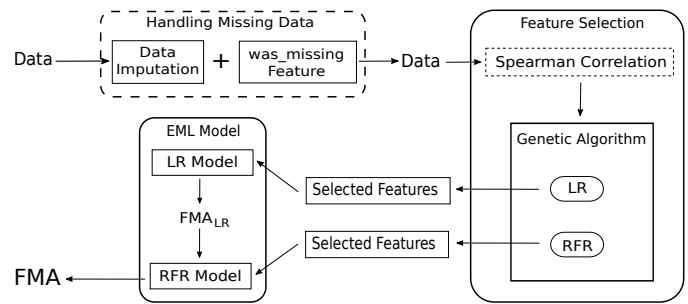 Handling Missing Data
Data
Data
Imputation
+
was_missing
Feature
Data
Feature Selection
Spearman Correlation
Genetic Algorithm
LR
RFR
Selected Features
Selected Features
EML Model
LR Model
FMA_LR
RFR Model
FMA